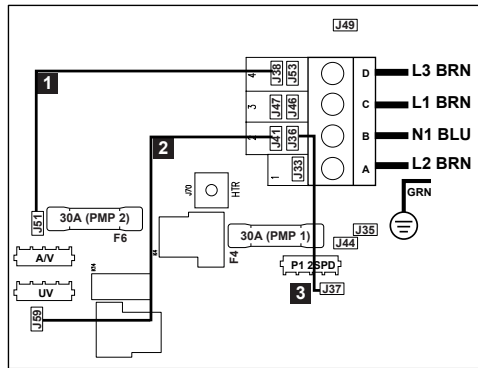 J49
1
4
J38
J53
D
L3 BRN
3
J47
J46
C
L1 BRN
2
J41
J36
B
N1 BLU
2
1
J33
A
L2 BRN
GRN
J70
HTR
J51
30A (PMP 2)
F6
K4
30A (PMP 1)
F4
J35
J44
A/V
P1 2SPD
UV
3
J37
J59